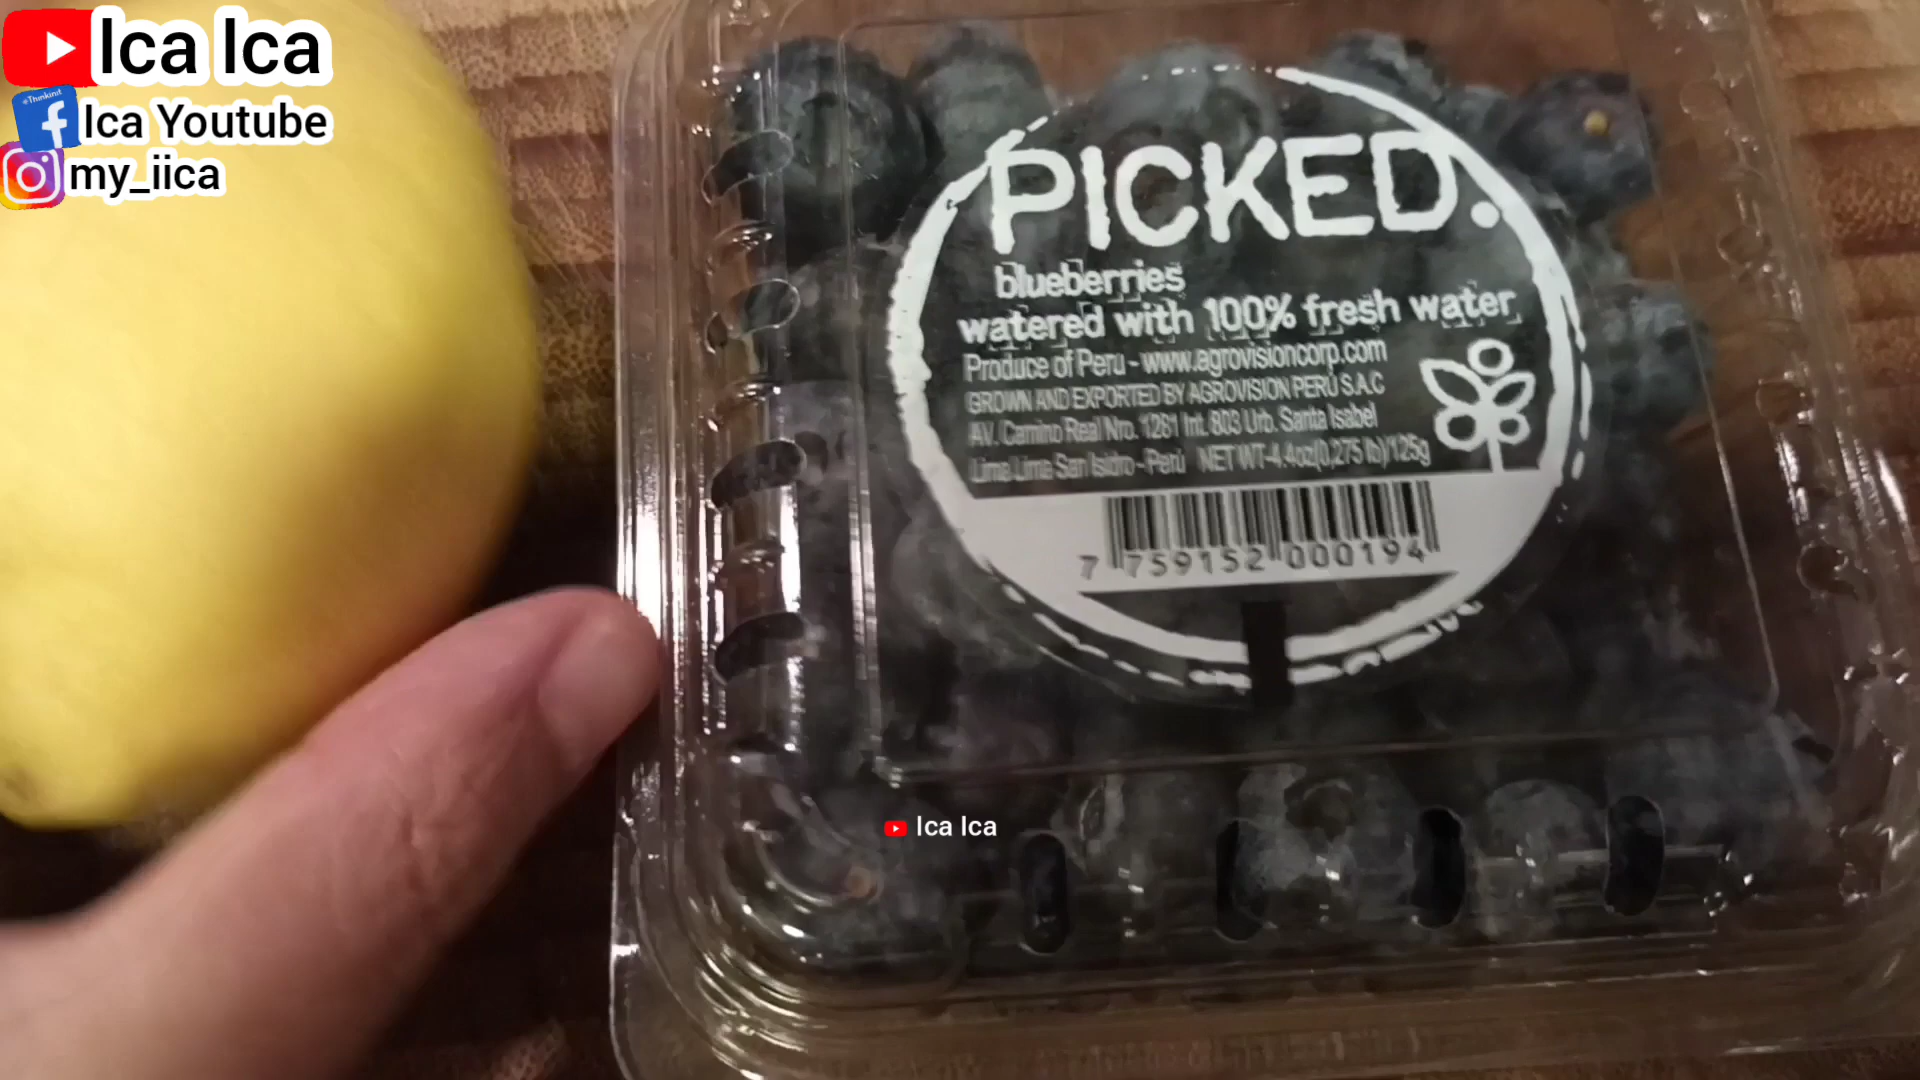 Ica Ica
@Thinkinit
Ica Youtube
my_iica
PICKED.
blueberries
watered with 100% fresh water
Produce of Peru - www.agrovisioncorp.com
GROWN AND EXPORTED BY AGROVISION PERÚ S.A.C
AV. Camino Real Nro. 1281 Int. 803 Urb. Santa Isabel
Lima Lima San Isidro - Perú NET WT-4.4oz(0,275 lb)/125g
7 759152 000194
Ica Ica